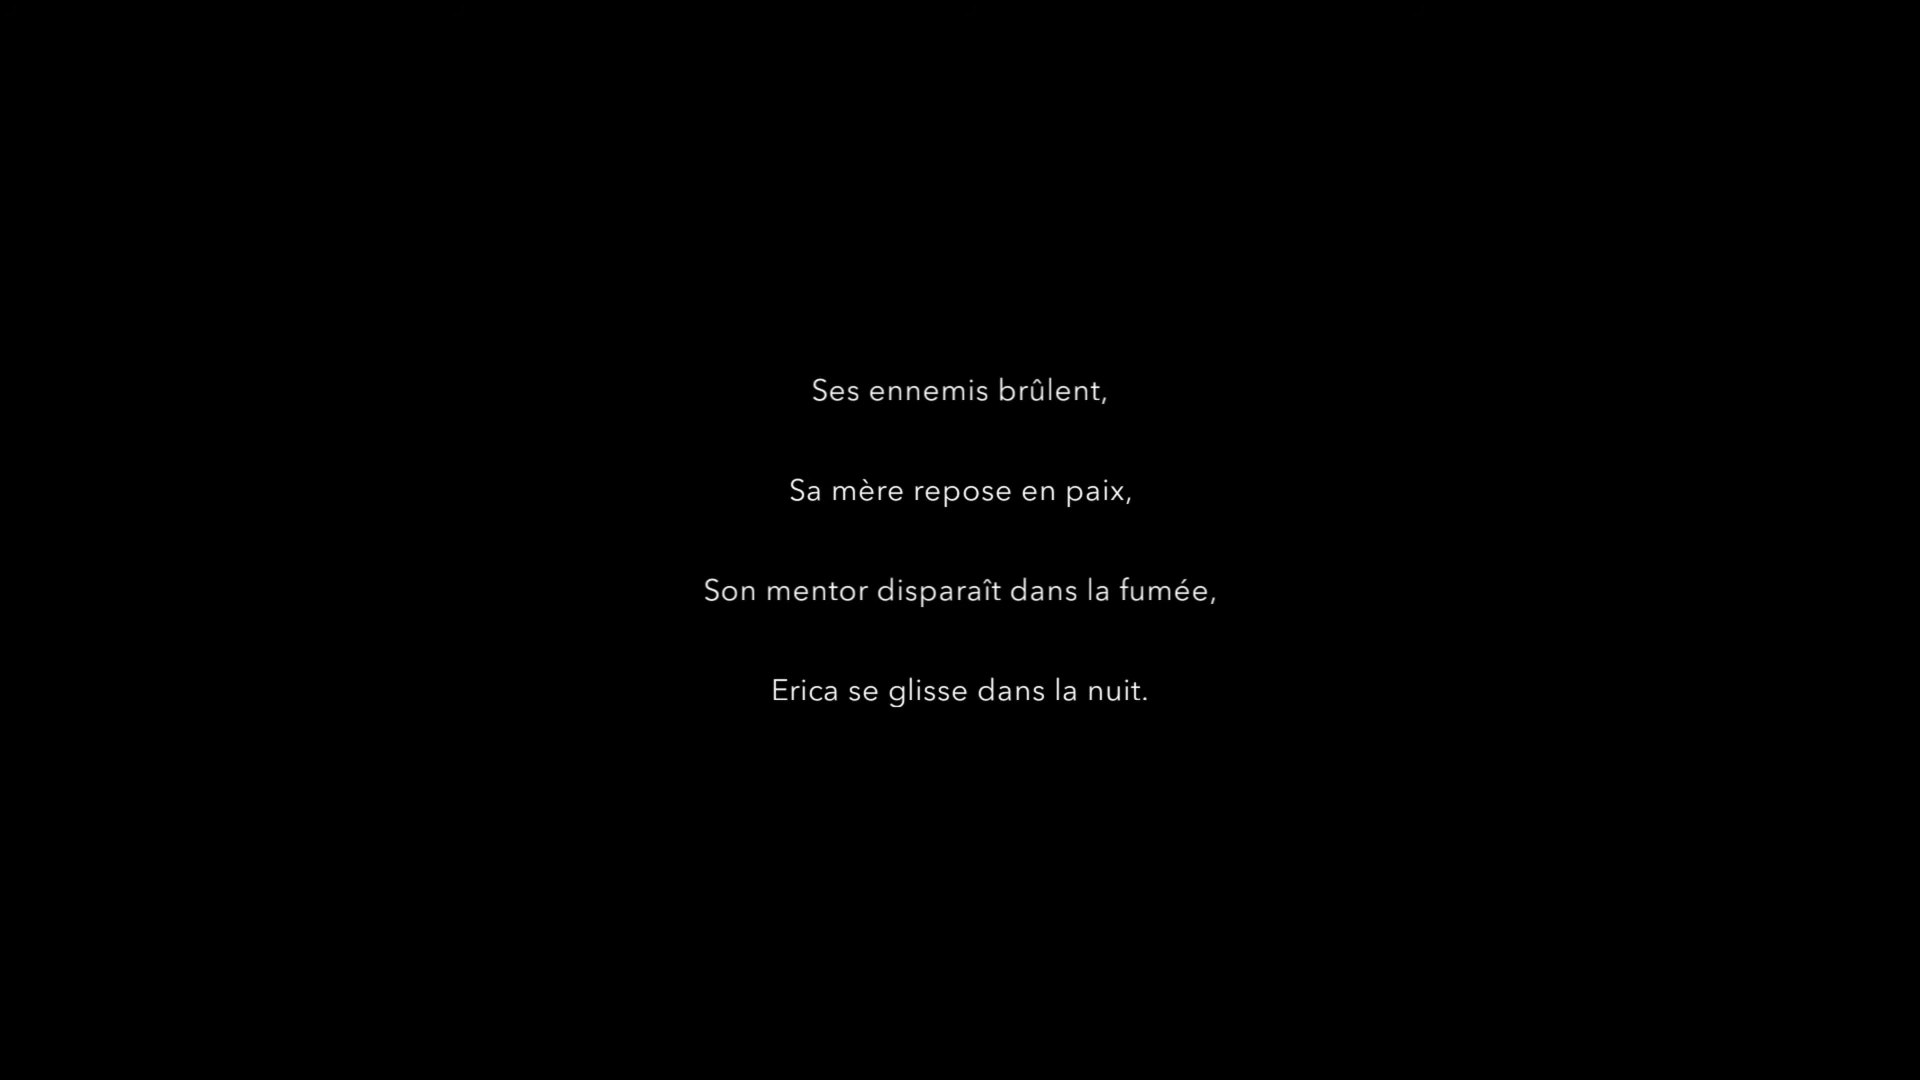 Ses ennemis brûlent,
Sa mère repose en paix,
Son mentor disparaît dans la fumée,
Erica se glisse dans la nuit.